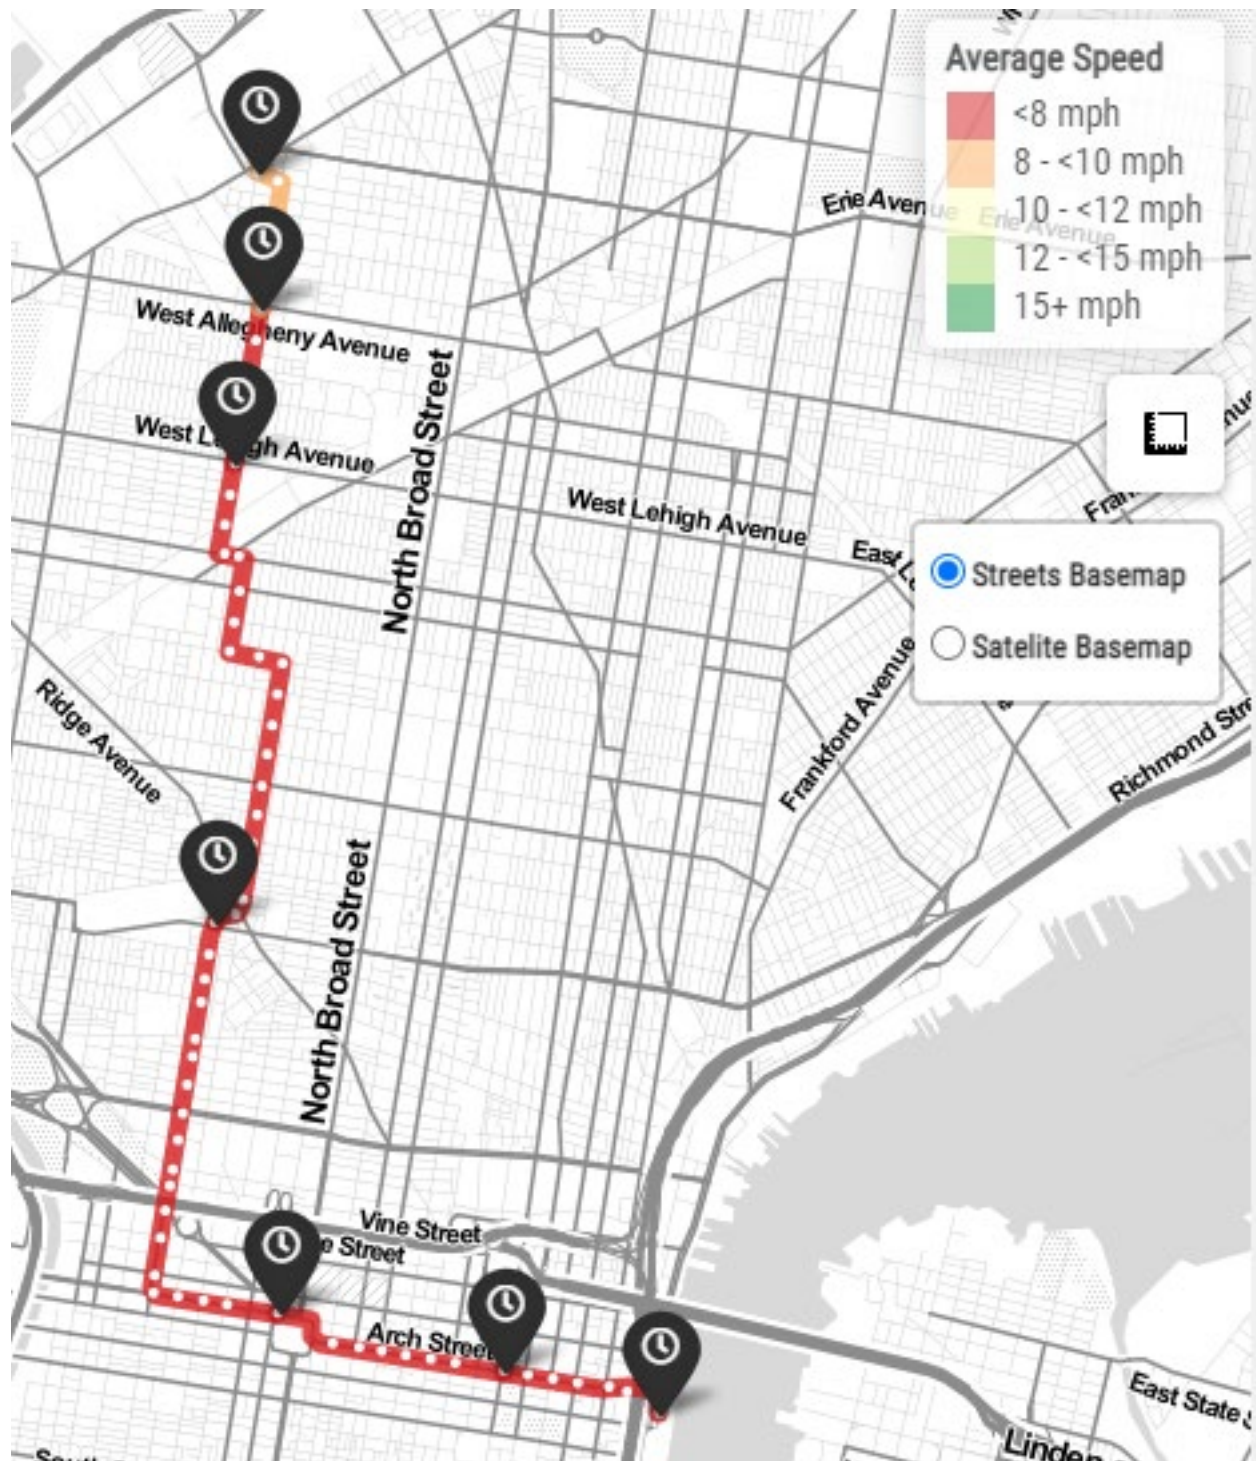 Average Speed
<8 mph
8 - <10 mph
10 - <12 mph
12 - <15 mph
15+ mph
Erie Avenue
Erie Avenue
West Allegheny Avenue
West Lehigh Avenue
North Broad Street
West Lehigh Avenue
East
Streets Basemap
Satelite Basemap
Ridge Avenue
Frankford Avenue
Richmond Stre
North Broad Street
Vine Street
e Street
Arch Street
East State S
Linden